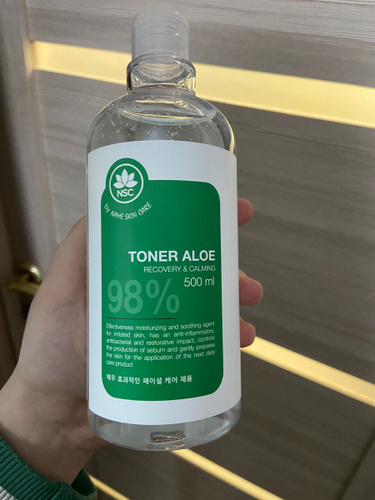 NSC
by NAHE SKIN CARE
TONER ALOE
RECOVERY & CALMING
500 ml
98%
Effectiveness moisturizing and soothing agent
for irritated skin, has an anti-inflammatory,
antibacterial and restorative impact, controls
the production of sebum and gently prepares
the skin for the application of the next daily
care product
매우 효과적인 페이셜 케어 제품